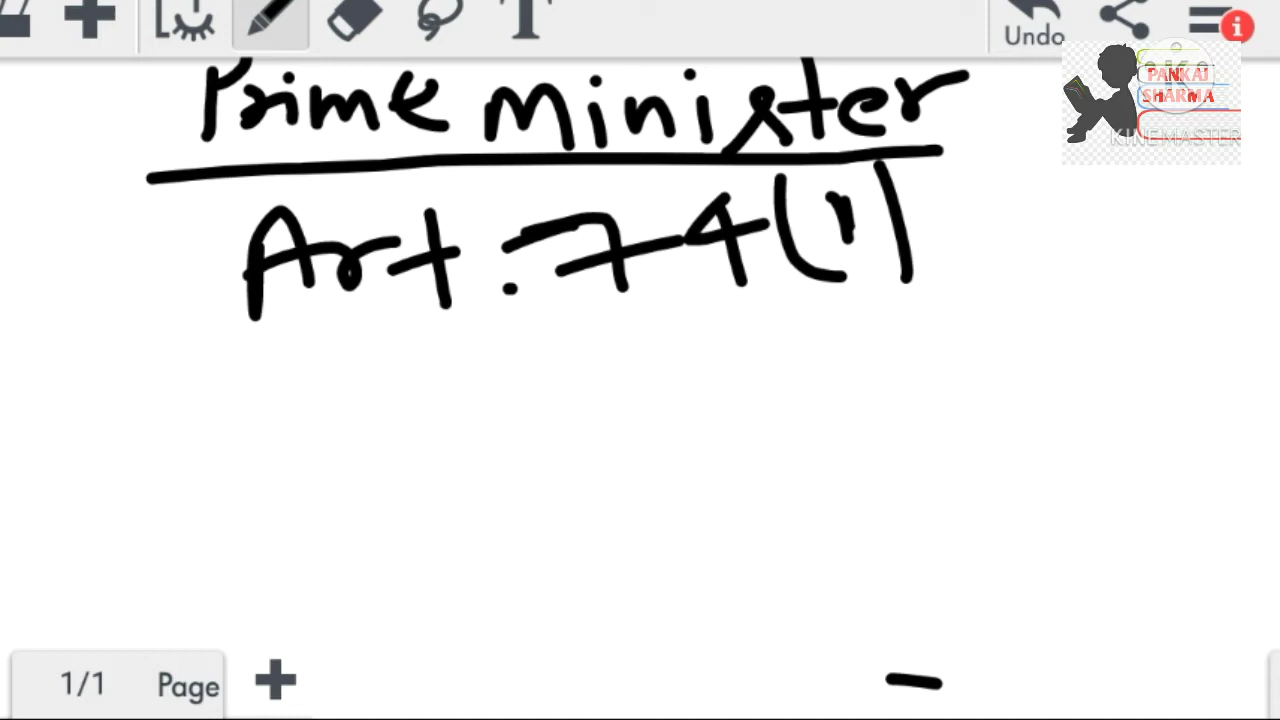 T
Undo
i
Prime Minister
PANKAJ
SHARMA
KINEMASTER
Art. 74(1)
1/1 Page